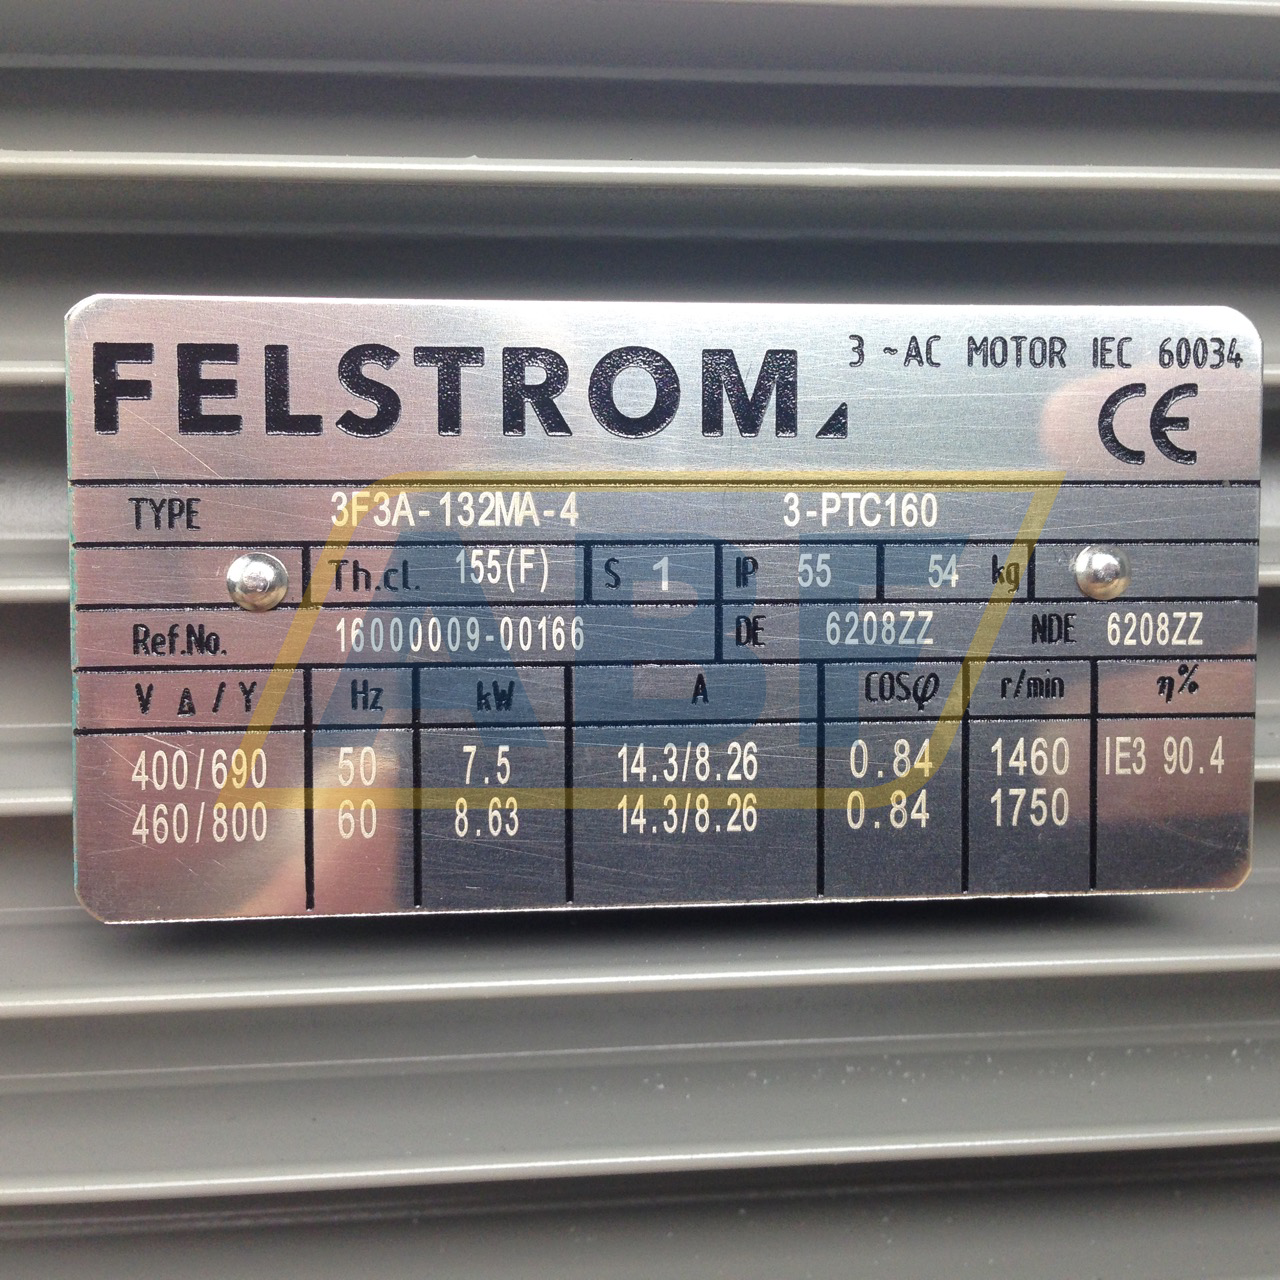 FELSTROM
3 ~AC MOTOR IEC 60034
CE
TYPE 3F3A-132MA-4 3-PTC160
Th.cl. 155(F) S 1 IP 55 54 kg
Ref.No. 16000009-00166 DE 6208ZZ NDE 6208ZZ
V Δ / Y Hz kW A COSφ r/min η%
400/690 50 7.5 14.3/8.26 0.84 1460 IE3 90.4
460/800 60 8.63 14.3/8.26 0.84 1750
ABF